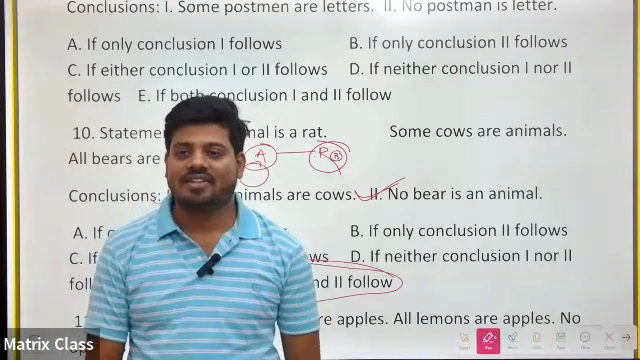 Conclusions: I. Some postmen are letters. II. No postman is letter.
A. If only conclusion I follows B. If only conclusion II follows
C. If either conclusion I or II follows D. If neither conclusion I nor II
follows E. If both conclusion I and II follow
10. Statem mal is a rat. Some cows are animals.
All bears are A R B
Conclusions: nimals are cows. II. No bear is an animal.
A. If o B. If only conclusion II follows
C. If ws D. If neither conclusion I nor II
foll nd II follow
1 re apples. All lemons are apples. No
Matrix Class
Pen